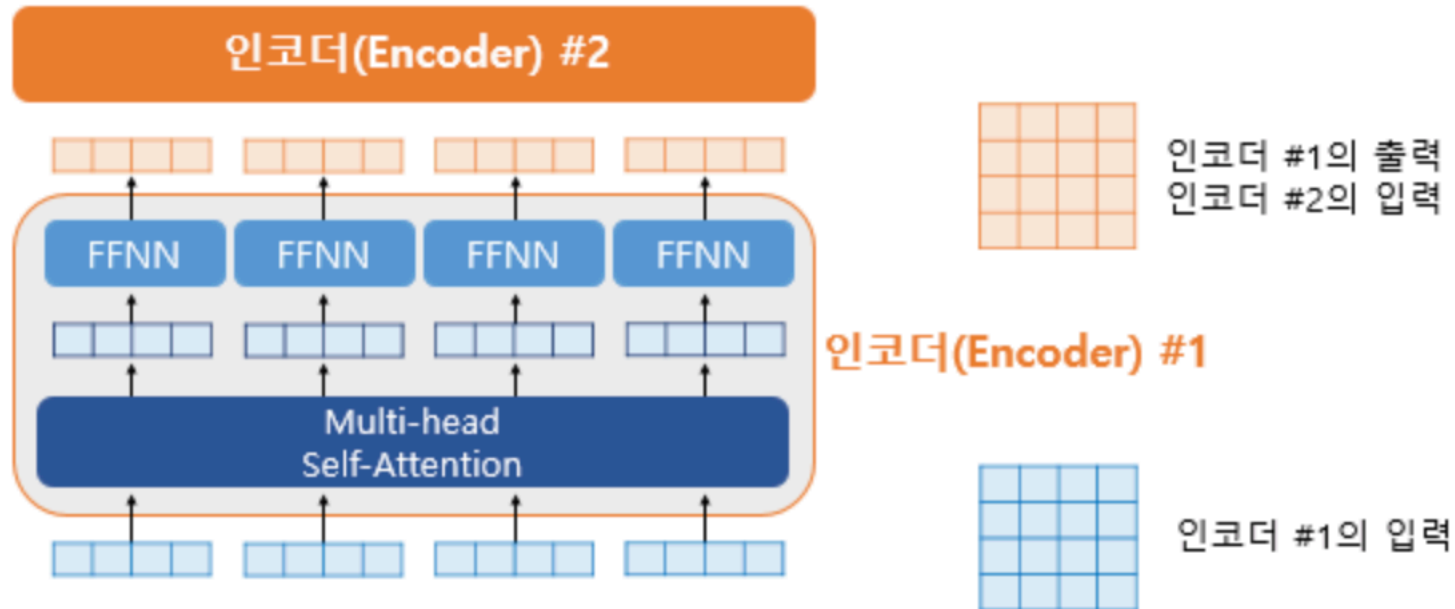 인코더(Encoder) #2
인코더 #1의 출력
인코더 #2의 입력
FFNN FFNN FFNN FFNN
인코더(Encoder) #1
Multi-head
Self-Attention
인코더 #1의 입력